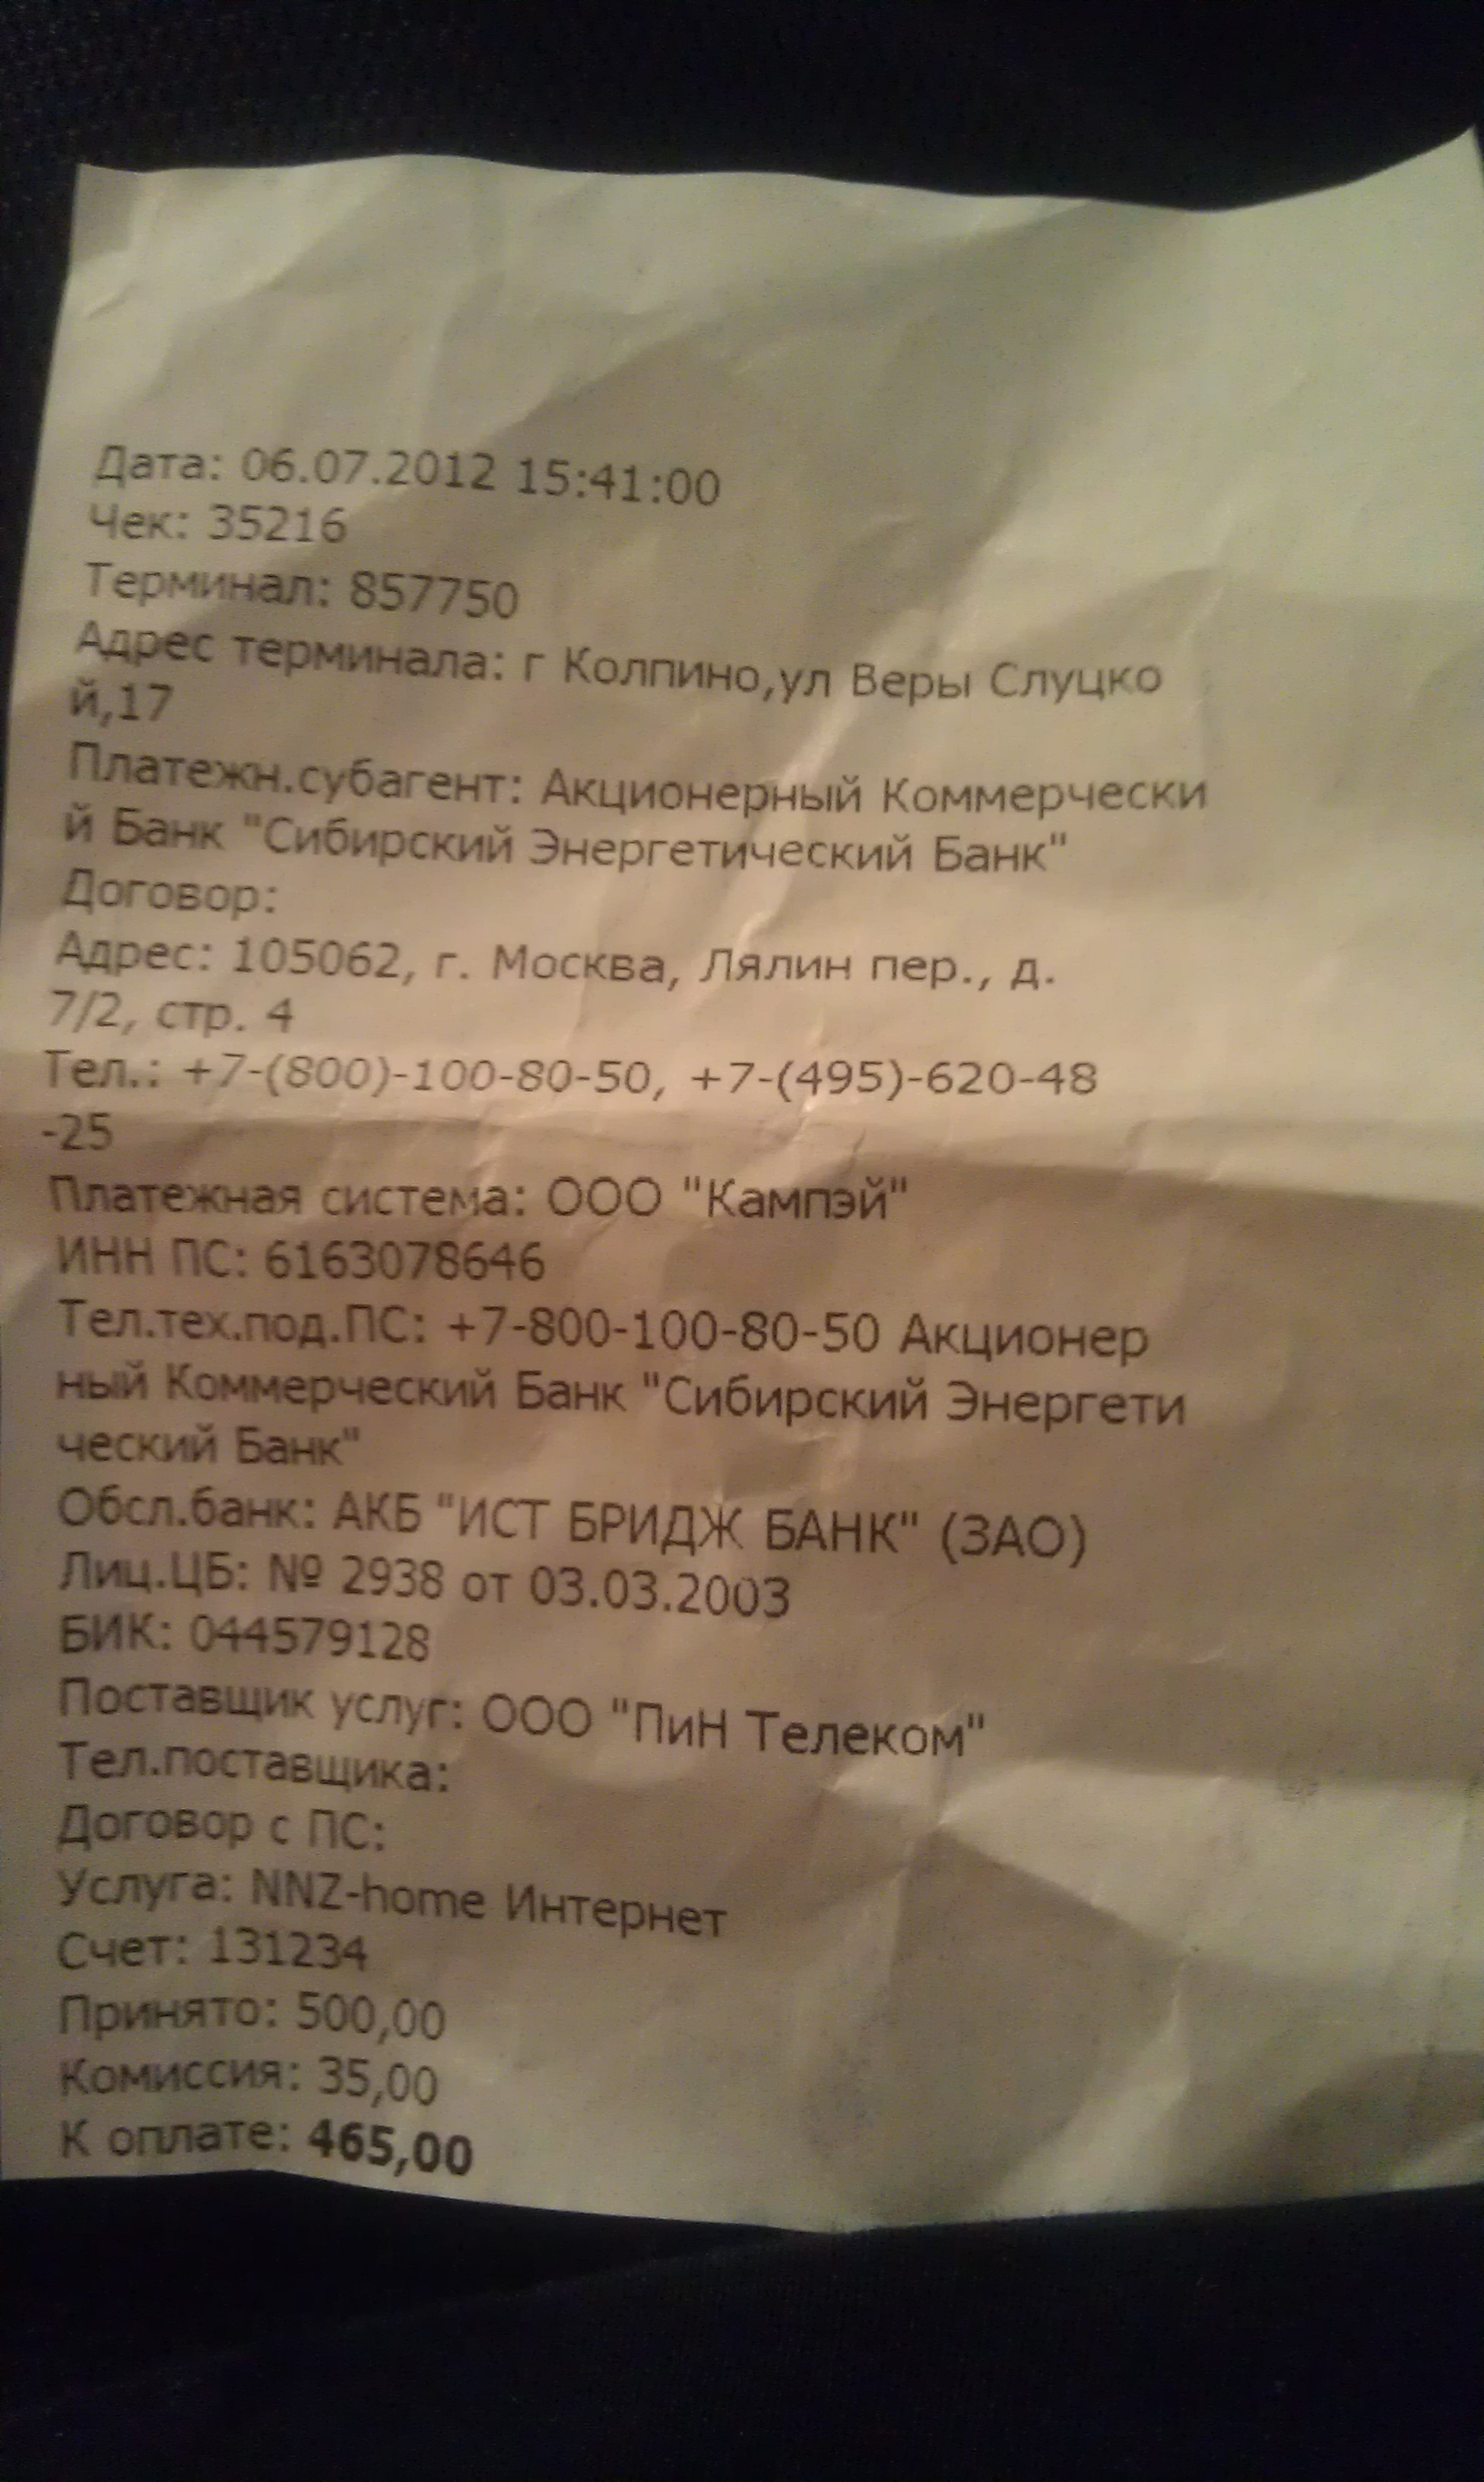 Дата: 06.07.2012 15:41:00
Чек: 35216
Терминал: 857750
Адрес терминала: г Колпино,ул Веры Слуцко
й,17
Платежн.субагент: Акционерный Коммерчески
й Банк "Сибирский Энергетический Банк"
Договор:
Адрес: 105062, г. Москва, Лялин пер., д.
7/2, стр. 4
Тел.: +7-(800)-100-80-50, +7-(495)-620-48
-25
Платежная система: ООО "Кампэй"
ИНН ПС: 6163078646
Тел.тех.под.ПС: +7-800-100-80-50 Акционер
ный Коммерческий Банк "Сибирский Энергети
ческий Банк"
Обсл.банк: АКБ "ИСТ БРИДЖ БАНК" (ЗАО)
Лиц.ЦБ: № 2938 от 03.03.2003
БИК: 044579128
Поставщик услуг: ООО "ПиН Телеком"
Тел.поставщика:
Договор с ПС:
Услуга: NNZ-home Интернет
Счет: 131234
Принято: 500,00
Комиссия: 35,00
К оплате: 465,00